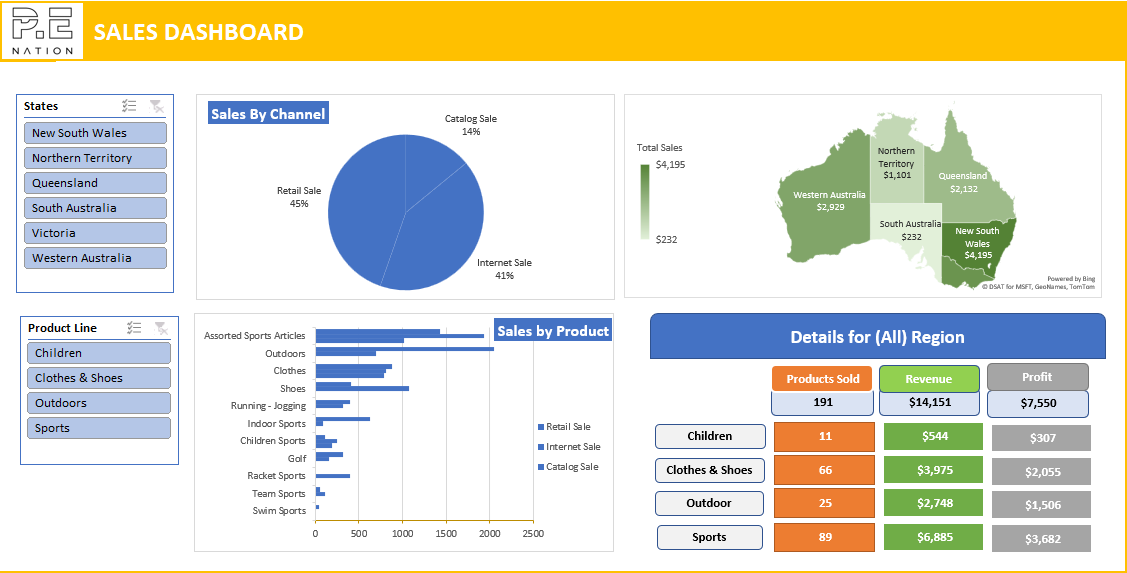 P.E
NATION
SALES DASHBOARD
States
New South Wales
Northern Territory
Queensland
South Australia
Victoria
Western Australia
Product Line
Children
Clothes & Shoes
Outdoors
Sports
Sales By Channel
Catalog Sale
14%
Retail Sale
45%
Internet Sale
41%
Total Sales
$4,195
$232
Northern
Territory
$1,101
Queensland
$2,132
Western Australia
$2,929
South Australia
$232
New South
Wales
$4,195
Powered by Bing
© DSAT for MSFT, GeoNames, TomTom
Sales by Product
Assorted Sports Articles
Outdoors
Clothes
Shoes
Running - Jogging
Indoor Sports
Children Sports
Golf
Racket Sports
Team Sports
Swim Sports
0 500 1000 1500 2000 2500
Retail Sale
Internet Sale
Catalog Sale
Details for (All) Region
Products Sold Revenue Profit
191 $14,151 $7,550
Children 11 $544 $307
Clothes & Shoes 66 $3,975 $2,055
Outdoor 25 $2,748 $1,506
Sports 89 $6,885 $3,682